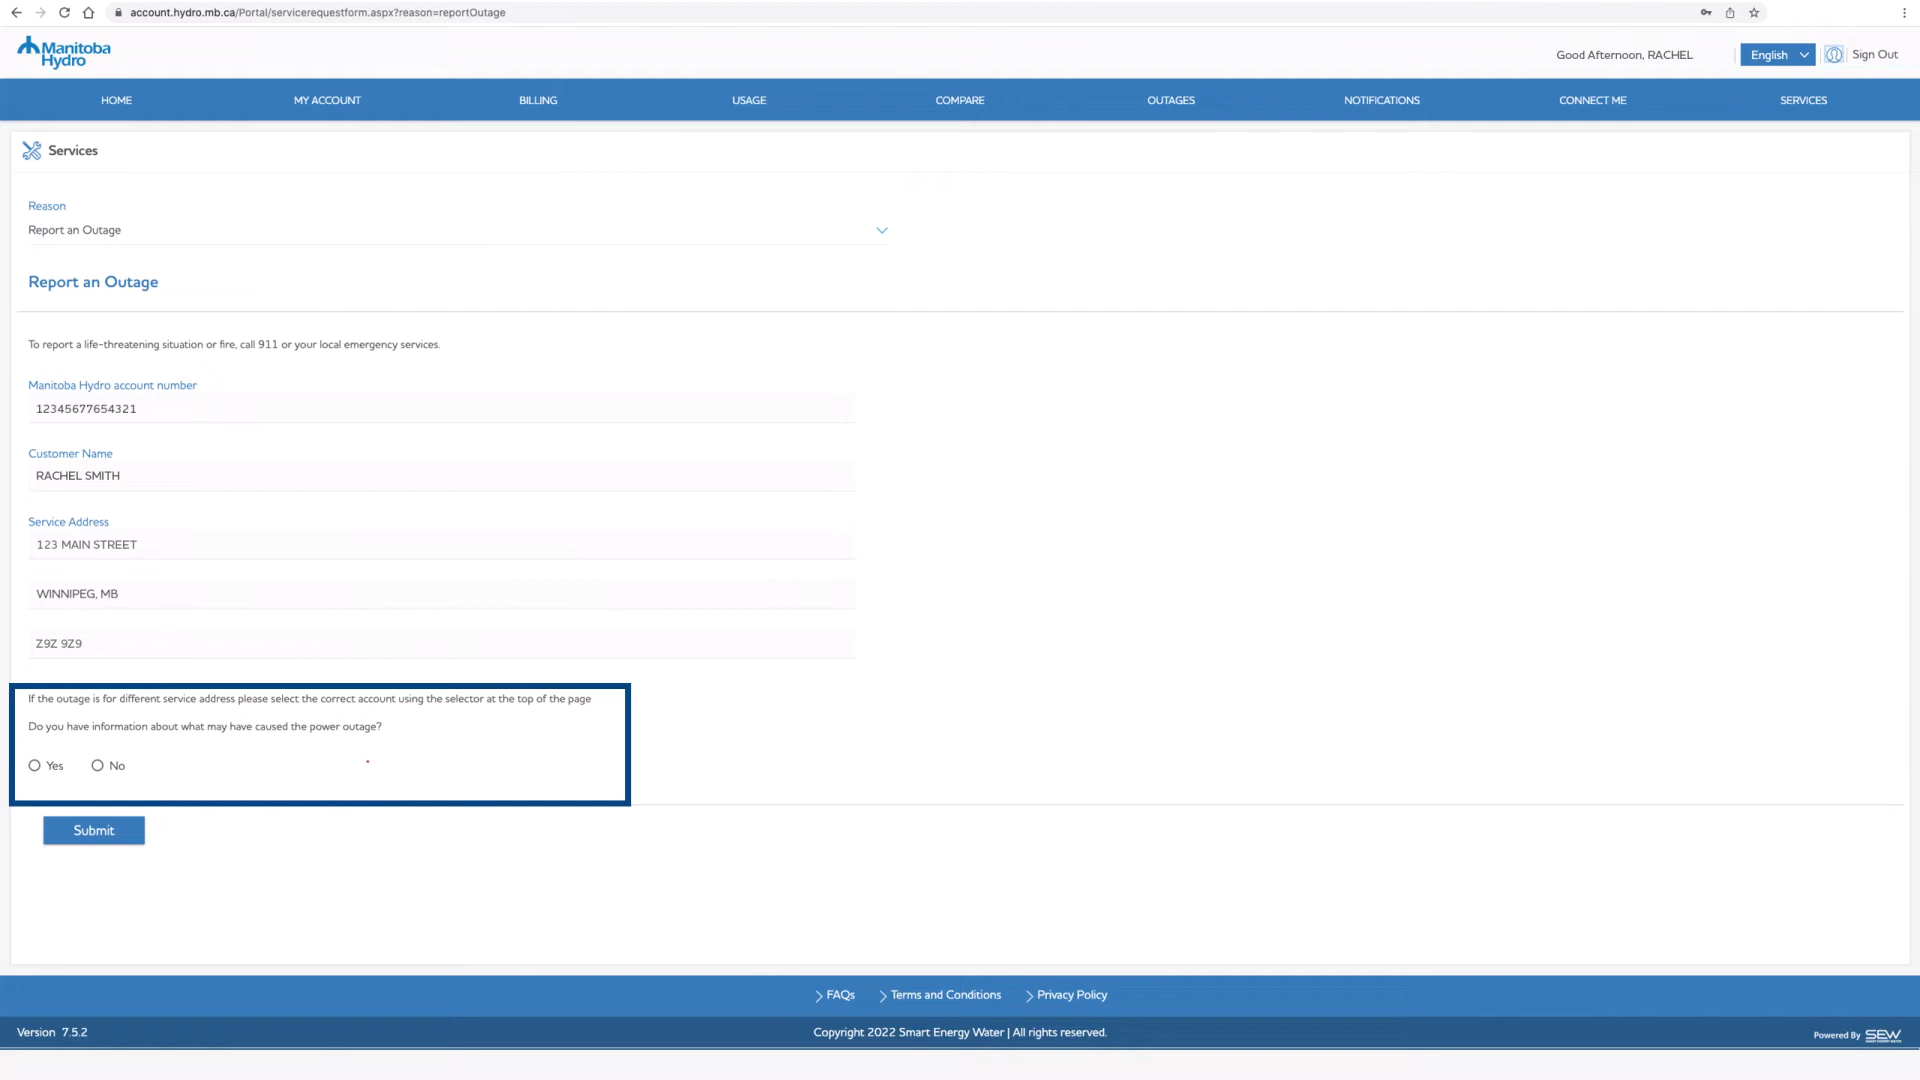 account.hydro.mb.ca/Portal/servicerequestform.aspx?reason=reportOutage
Manitoba
Hydro
Good Afternoon, RACHEL
English
Sign Out
HOME
MY ACCOUNT
BILLING
USAGE
COMPARE
OUTAGES
NOTIFICATIONS
CONNECT ME
SERVICES
Services
Reason
Report an Outage
Report an Outage
To report a life-threatening situation or fire, call 911 or your local emergency services.
Manitoba Hydro account number
12345677654321
Customer Name
RACHEL SMITH
Service Address
123 MAIN STREET
WINNIPEG, MB
Z9Z 9Z9
If the outage is for different service address please select the correct account using the selector at the top of the page
Do you have information about what may have caused the power outage?
Yes No
Submit
FAQs
Terms and Conditions
Privacy Policy
Version 7.5.2
Copyright 2022 Smart Energy Water | All rights reserved.
Powered By SEW